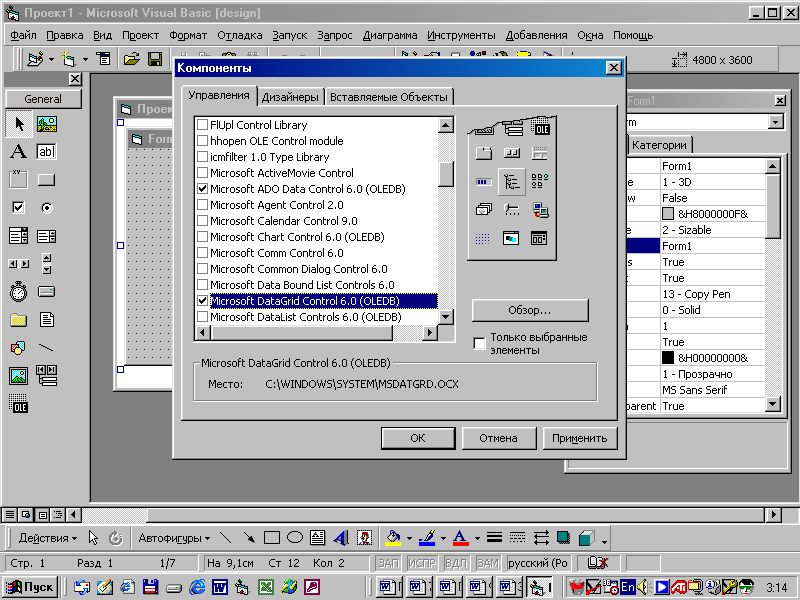 Проект1 - Microsoft Visual Basic [design]
Файл Правка Вид Проект Формат Отладка Запуск Запрос Диаграмма Инструменты Добавления Окна Помощь
4800 x 3600
General
Компоненты
Управления Дизайнеры Вставляемые Объекты
FlUpl Control Library
hhopen OLE Control module
icmfilter 1.0 Type Library
Microsoft ActiveMovie Control
Microsoft ADO Data Control 6.0 (OLEDB)
Microsoft Agent Control 2.0
Microsoft Calendar Control 9.0
Microsoft Chart Control 6.0 (OLEDB)
Microsoft Comm Control 6.0
Microsoft Common Dialog Control 6.0
Microsoft Data Bound List Controls 6.0
Microsoft DataGrid Control 6.0 (OLEDB)
Microsoft DataList Controls 6.0 (OLEDB)
OLE
Обзор...
Только выбранные
элементы
Microsoft DataGrid Control 6.0 (OLEDB)
Место: C:\WINDOWS\SYSTEM\MSDATGRD.OCX
OK Отмена Применить
A ab|
OLE
Form1
Категории
Form1
1 - 3D
False
&H8000000F&
2 - Sizable
Form1
True
True
13 - Copy Pen
0 - Solid
1
True
&H00000000&
1 - Прозрачно
MS Sans Serif
True
Действия Автофигуры
Стр. 1 Разд 1 1/7 На 9,1см Ст 12 Кол 2 ЗАП ИСПР ВДЛ ЗАМ русский (Ро
Пуск En 3:14